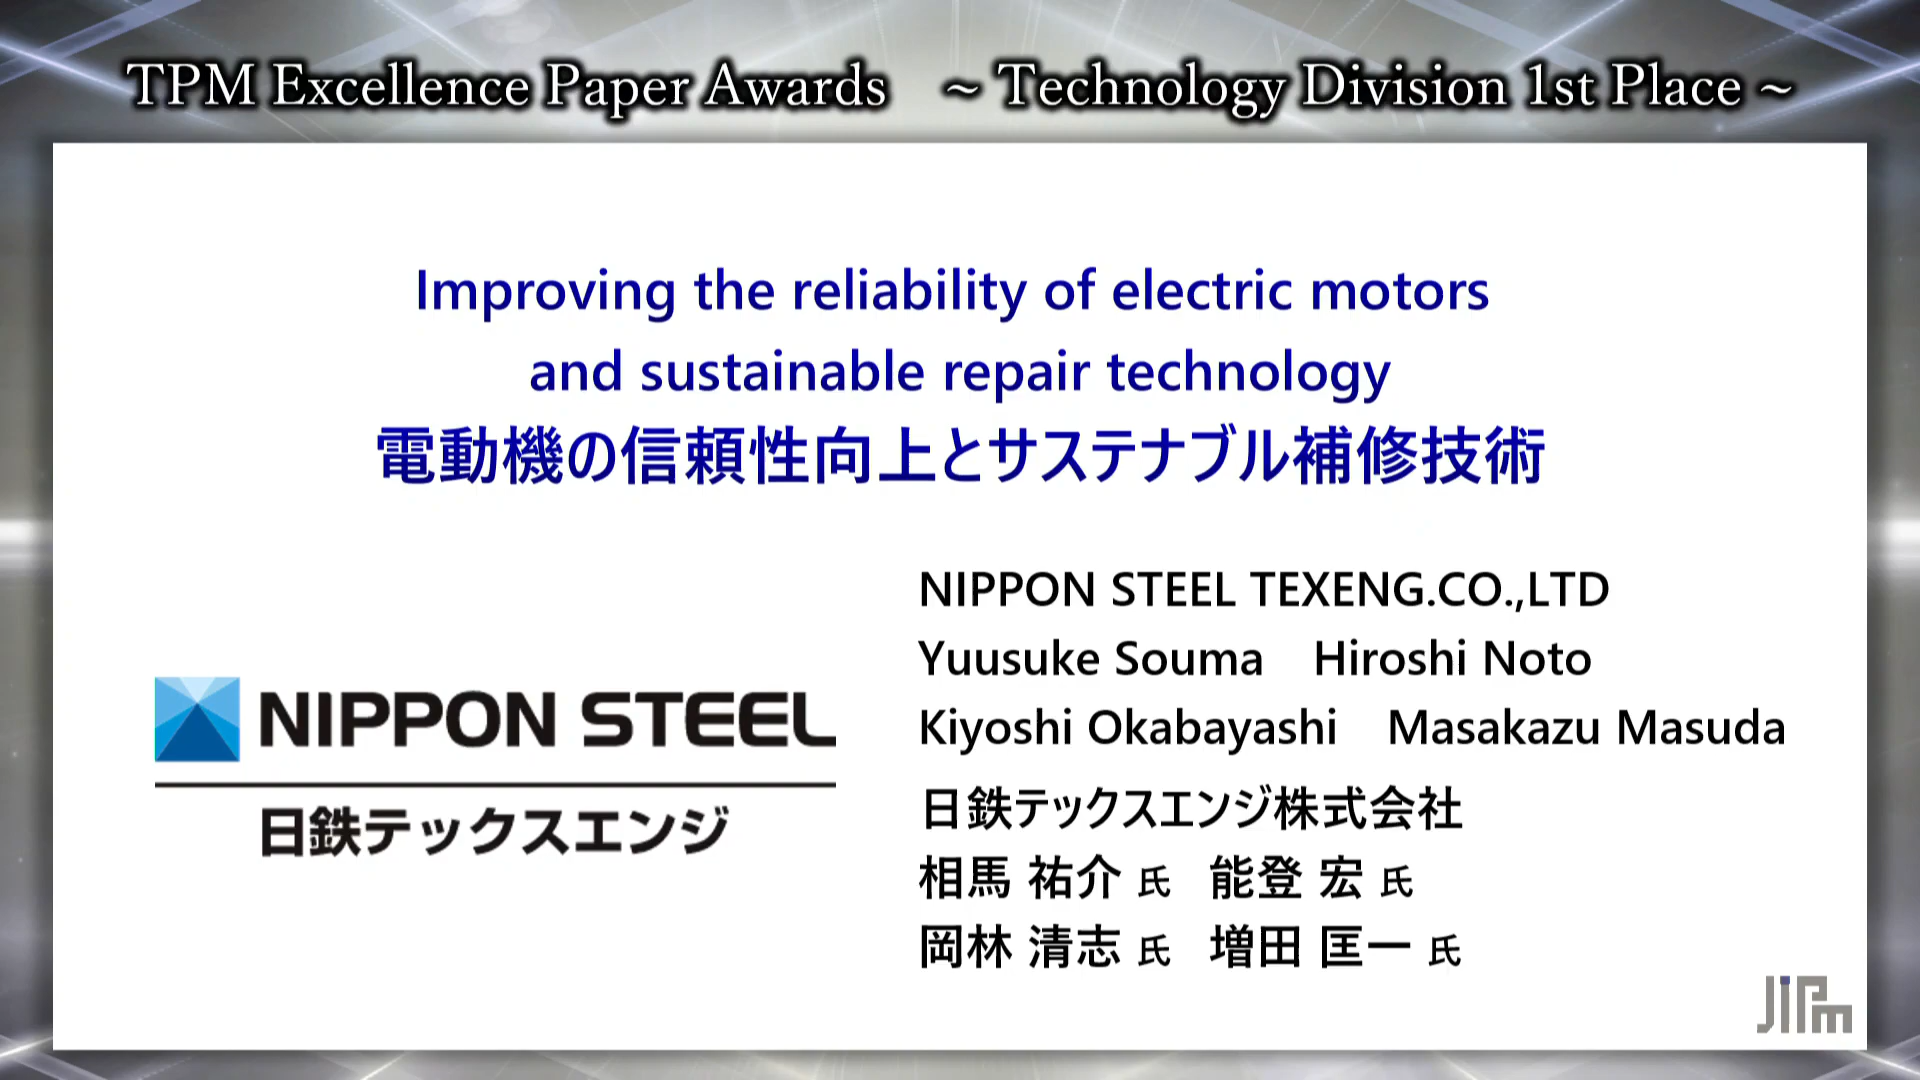 TPM Excellence Paper Awards ~ Technology Division 1st Place ~
Improving the reliability of electric motors
and sustainable repair technology
電動機の信頼性向上とサステナブル補修技術
NIPPON STEEL
日鉄テックスエンジ
NIPPON STEEL TEXENG.CO.,LTD
Yuusuke Souma Hiroshi Noto
Kiyoshi Okabayashi Masakazu Masuda
日鉄テックスエンジ株式会社
相馬 祐介 氏 能登 宏 氏
岡林 清志 氏 増田 匡一 氏
JIPm